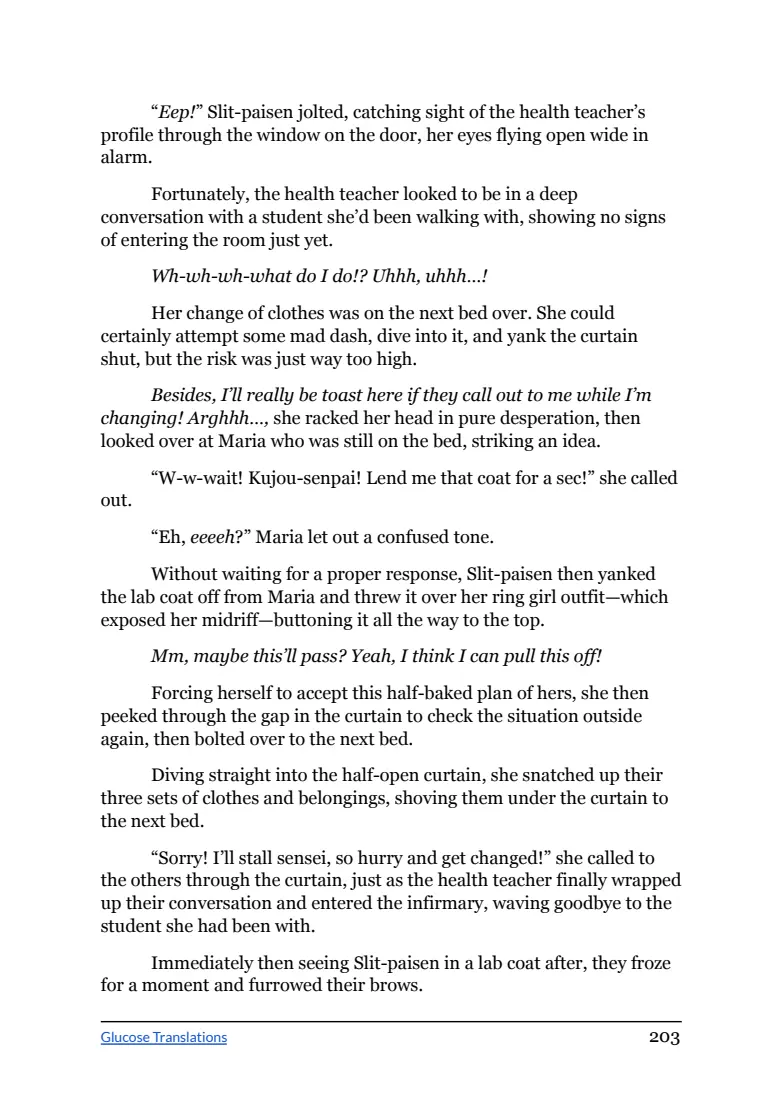 “Eep!” Slit-paisen jolted, catching sight of the health teacher’s
profile through the window on the door, her eyes flying open wide in
alarm.
Fortunately, the health teacher looked to be in a deep
conversation with a student she’d been walking with, showing no signs
of entering the room just yet.
Wh-wh-wh-what do I do!? Uhhh, uhhh...!
Her change of clothes was on the next bed over. She could
certainly attempt some mad dash, dive into it, and yank the curtain
shut, but the risk was just way too high.
Besides, I’ll really be toast here if they call out to me while I’m
changing! Arghhh..., she racked her head in pure desperation, then
looked over at Maria who was still on the bed, striking an idea.
“W-w-wait! Kujou-senpai! Lend me that coat for a sec!” she called
out.
“Eh, eeeeh?” Maria let out a confused tone.
Without waiting for a proper response, Slit-paisen then yanked
the lab coat off from Maria and threw it over her ring girl outfit—which
exposed her midriff—buttoning it all the way to the top.
Mm, maybe this’ll pass? Yeah, I think I can pull this off!
Forcing herself to accept this half-baked plan of hers, she then
peeked through the gap in the curtain to check the situation outside
again, then bolted over to the next bed.
Diving straight into the half-open curtain, she snatched up their
three sets of clothes and belongings, shoving them under the curtain to
the next bed.
“Sorry! I’ll stall sensei, so hurry and get changed!” she called to
the others through the curtain, just as the health teacher finally wrapped
up their conversation and entered the infirmary, waving goodbye to the
student she had been with.
Immediately then seeing Slit-paisen in a lab coat after, they froze
for a moment and furrowed their brows.
Glucose Translations
203